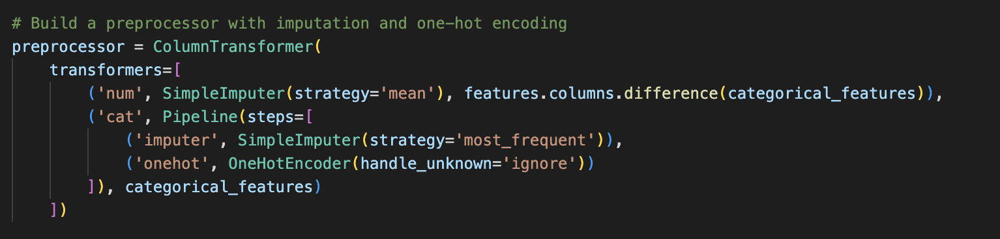 # Build a preprocessor with imputation and one-hot encoding
preprocessor = ColumnTransformer(
    transformers=[
        ('num', SimpleImputer(strategy='mean'), features.columns.difference(categorical_features)),
        ('cat', Pipeline(steps=[
            ('imputer', SimpleImputer(strategy='most_frequent')),
            ('onehot', OneHotEncoder(handle_unknown='ignore'))
        ]), categorical_features)
    ])